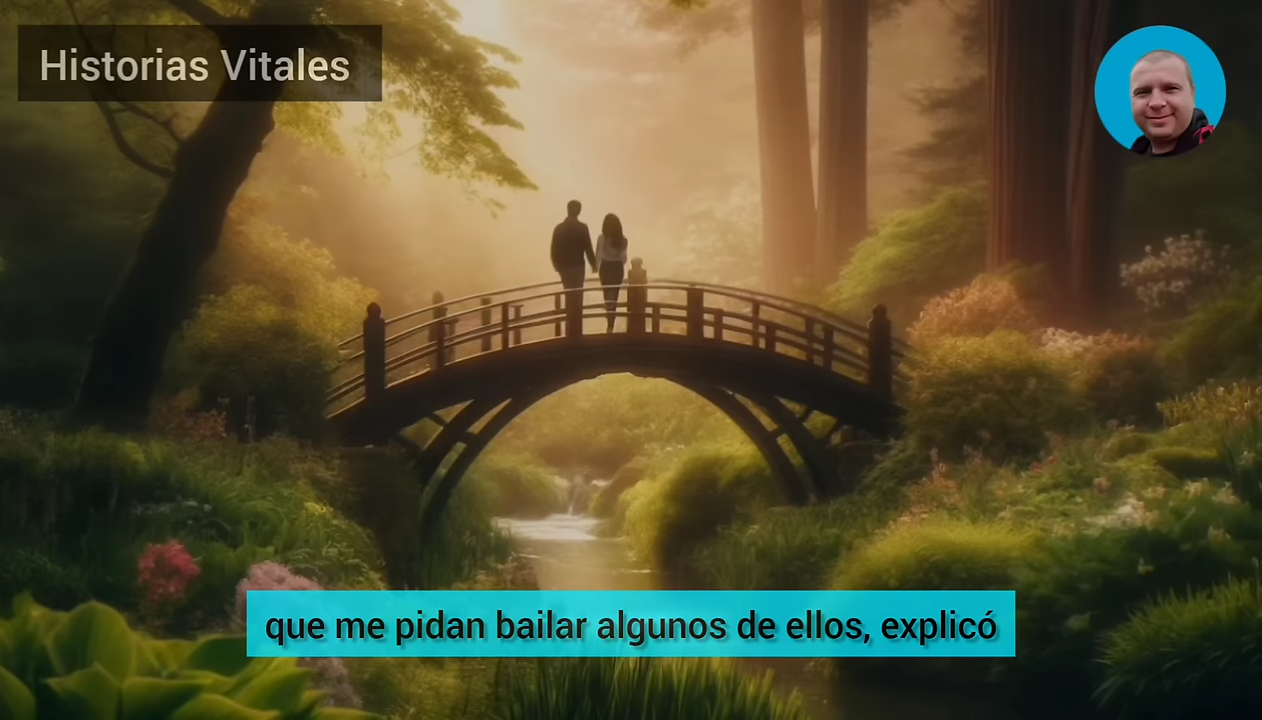 Historias Vitales
que me pidan bailar algunos de ellos, explicó